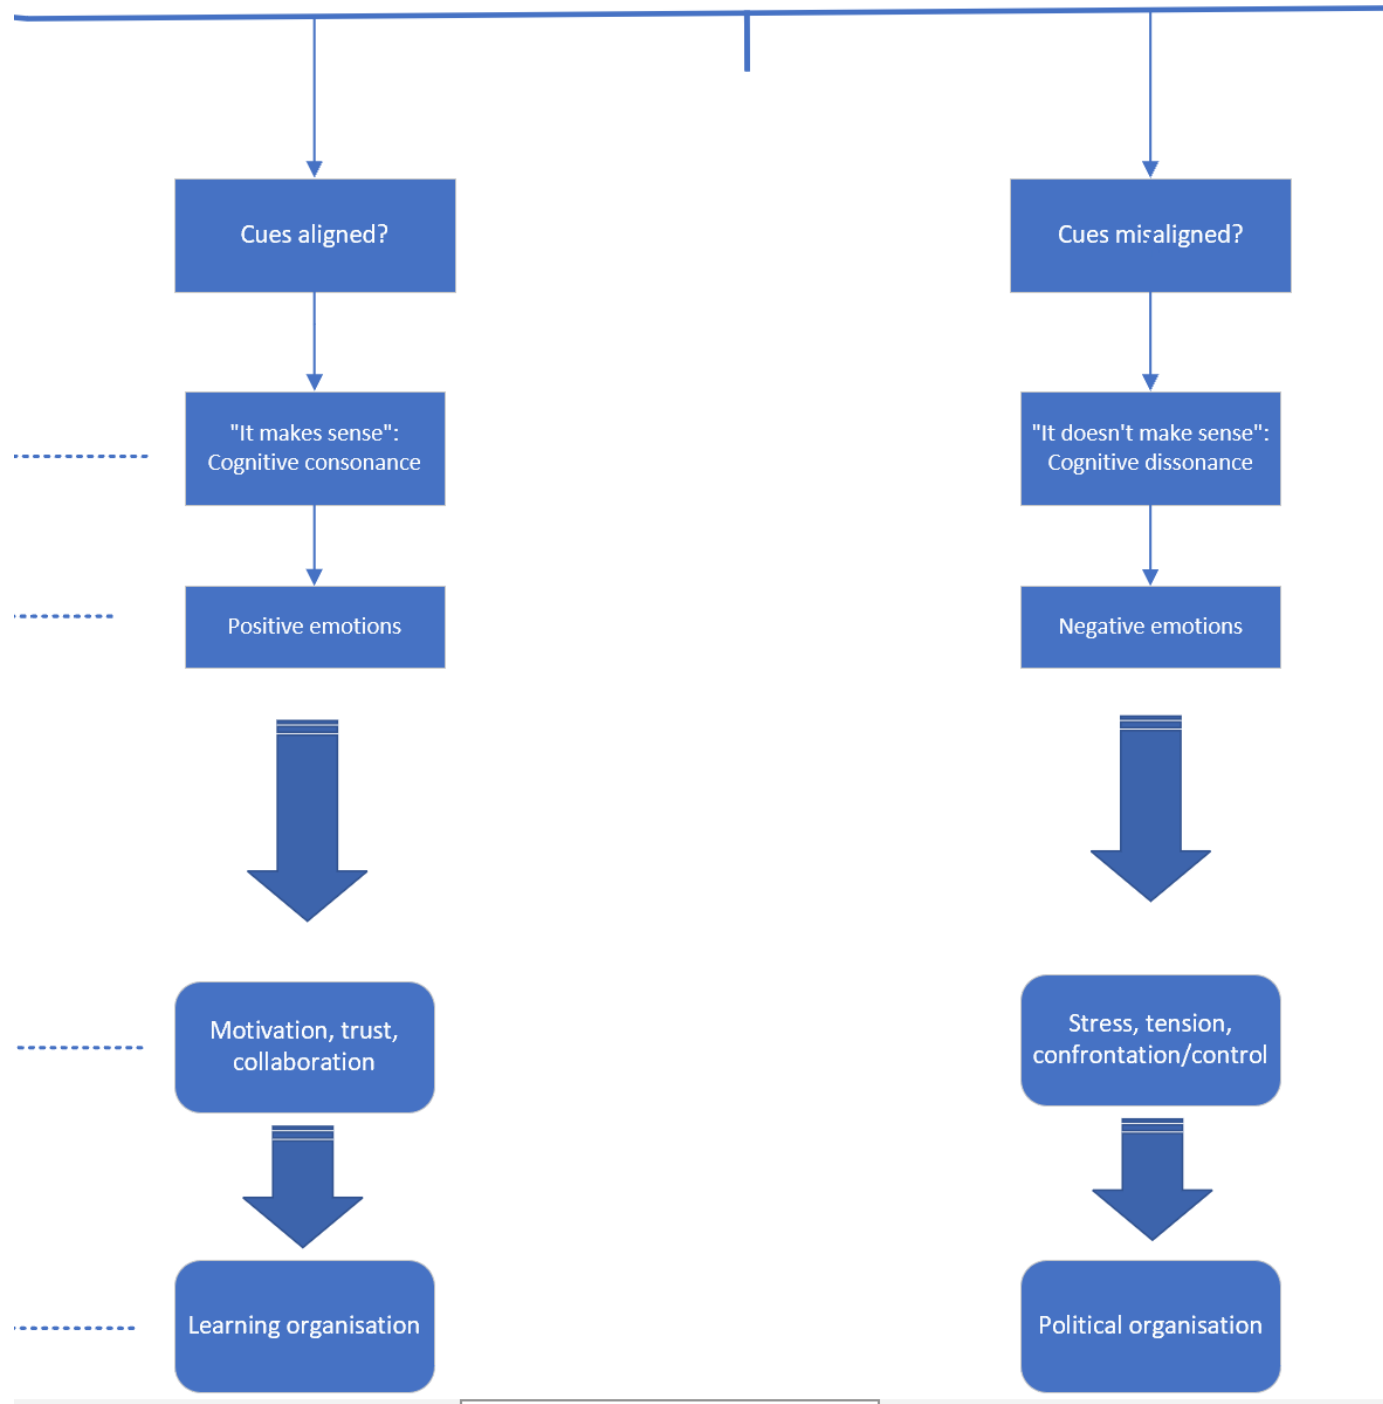 Cues aligned?
Cues misaligned?
"It makes sense":
Cognitive consonance
"It doesn't make sense":
Cognitive dissonance
Positive emotions
Negative emotions
Motivation, trust,
collaboration
Stress, tension,
confrontation/control
Learning organisation
Political organisation